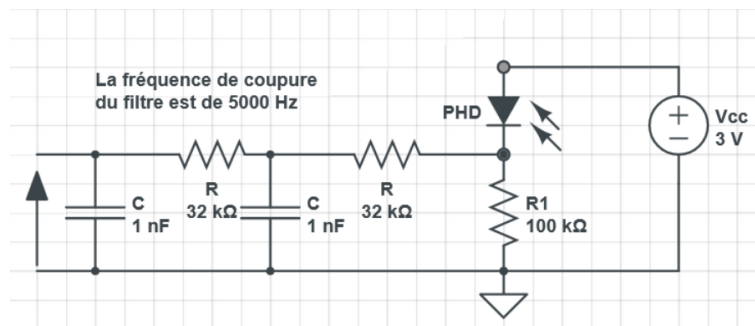 La fréquence de coupure
du filtre est de 5000 Hz
PHD
+
−
Vcc
3 V
R
32 kΩ
R
32 kΩ
C
1 nF
C
1 nF
R1
100 kΩ